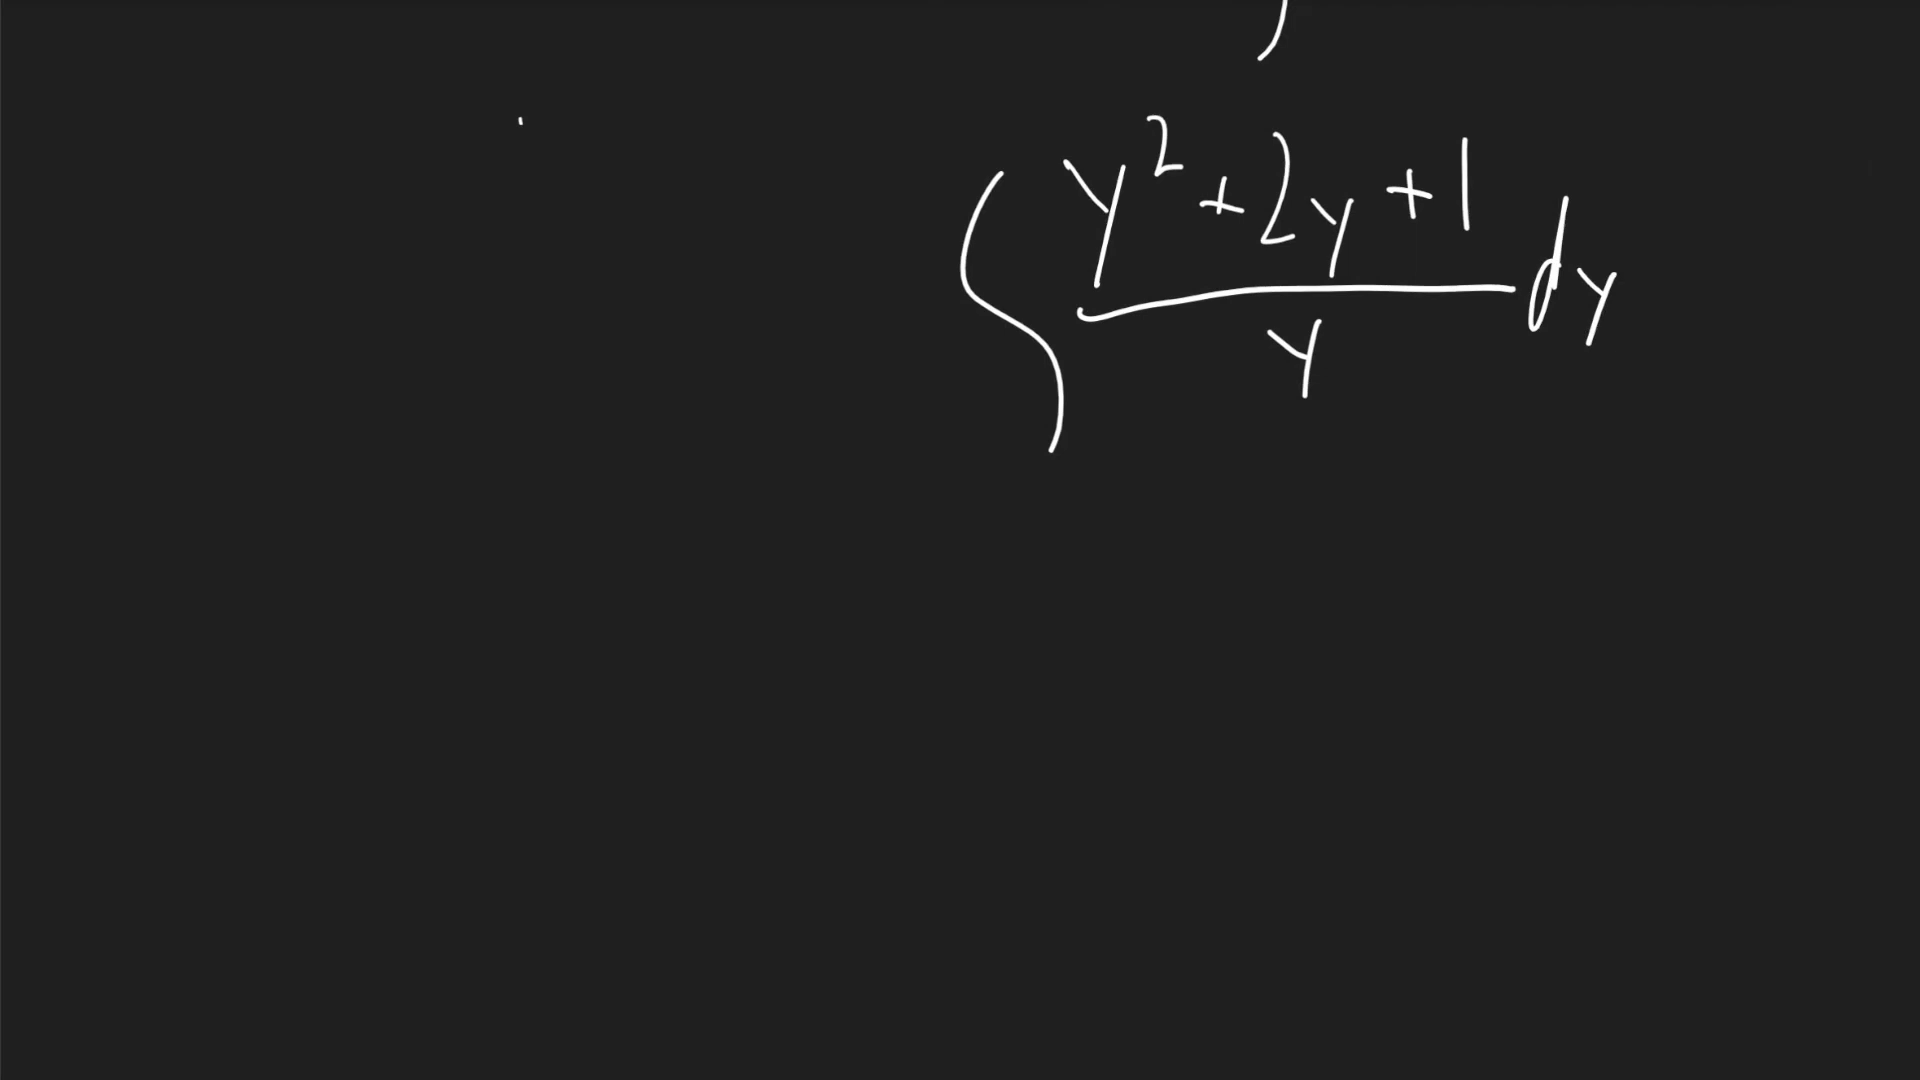 ∫ (y² + 2y + 1)/y dy